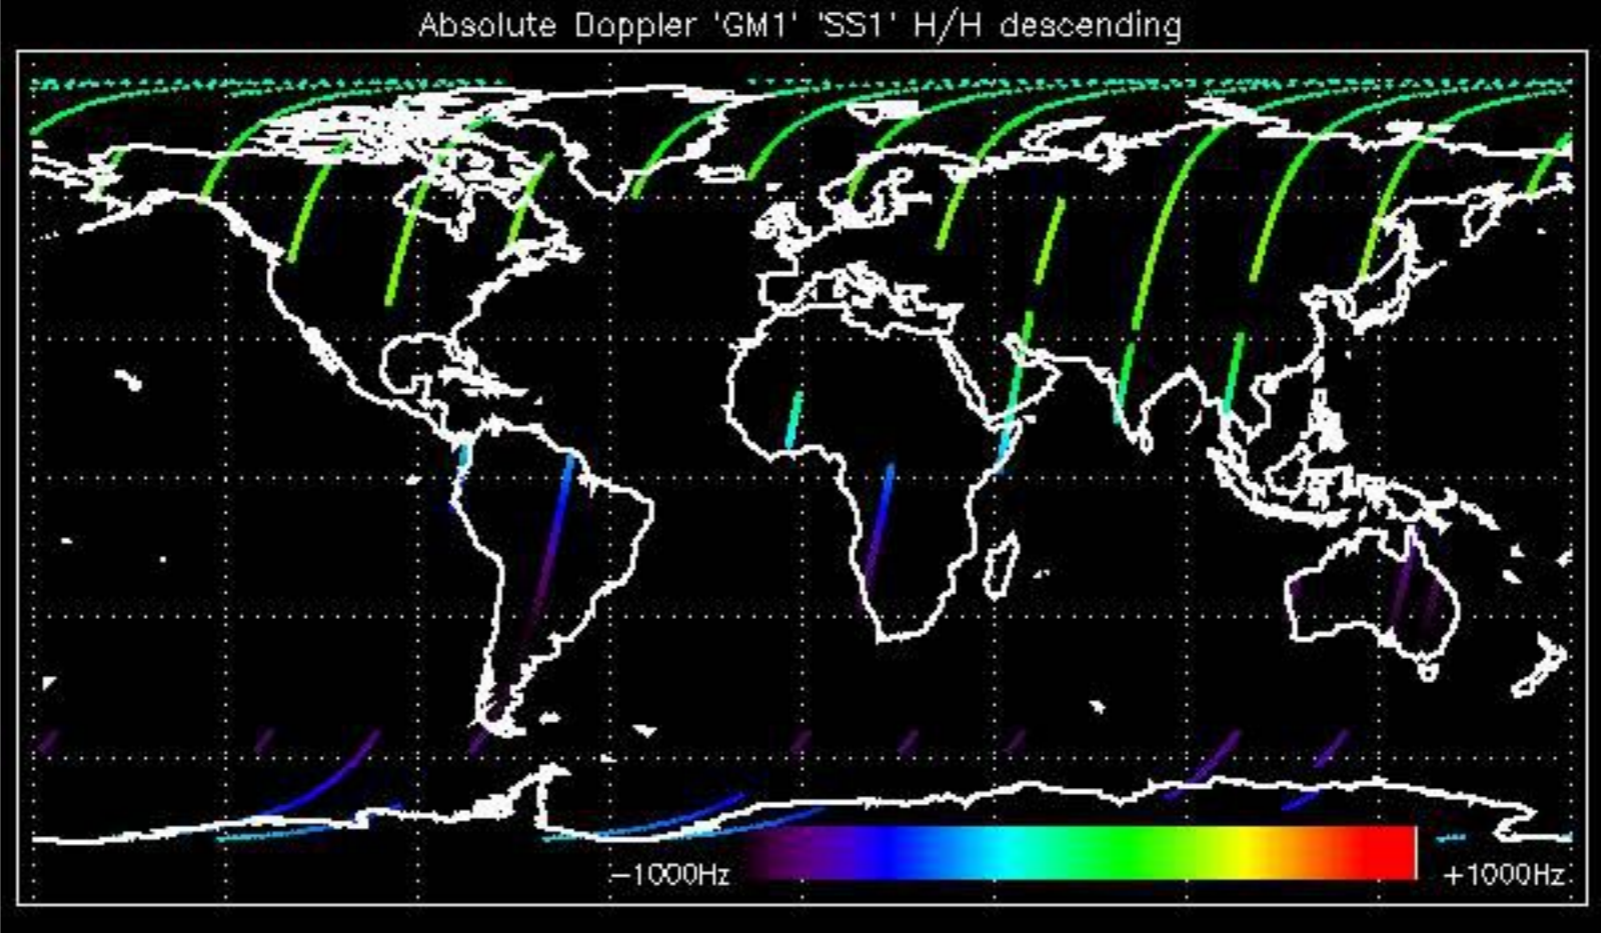 Absolute Doppler 'GM1' 'SS1' H/H descending
-1000Hz +1000Hz